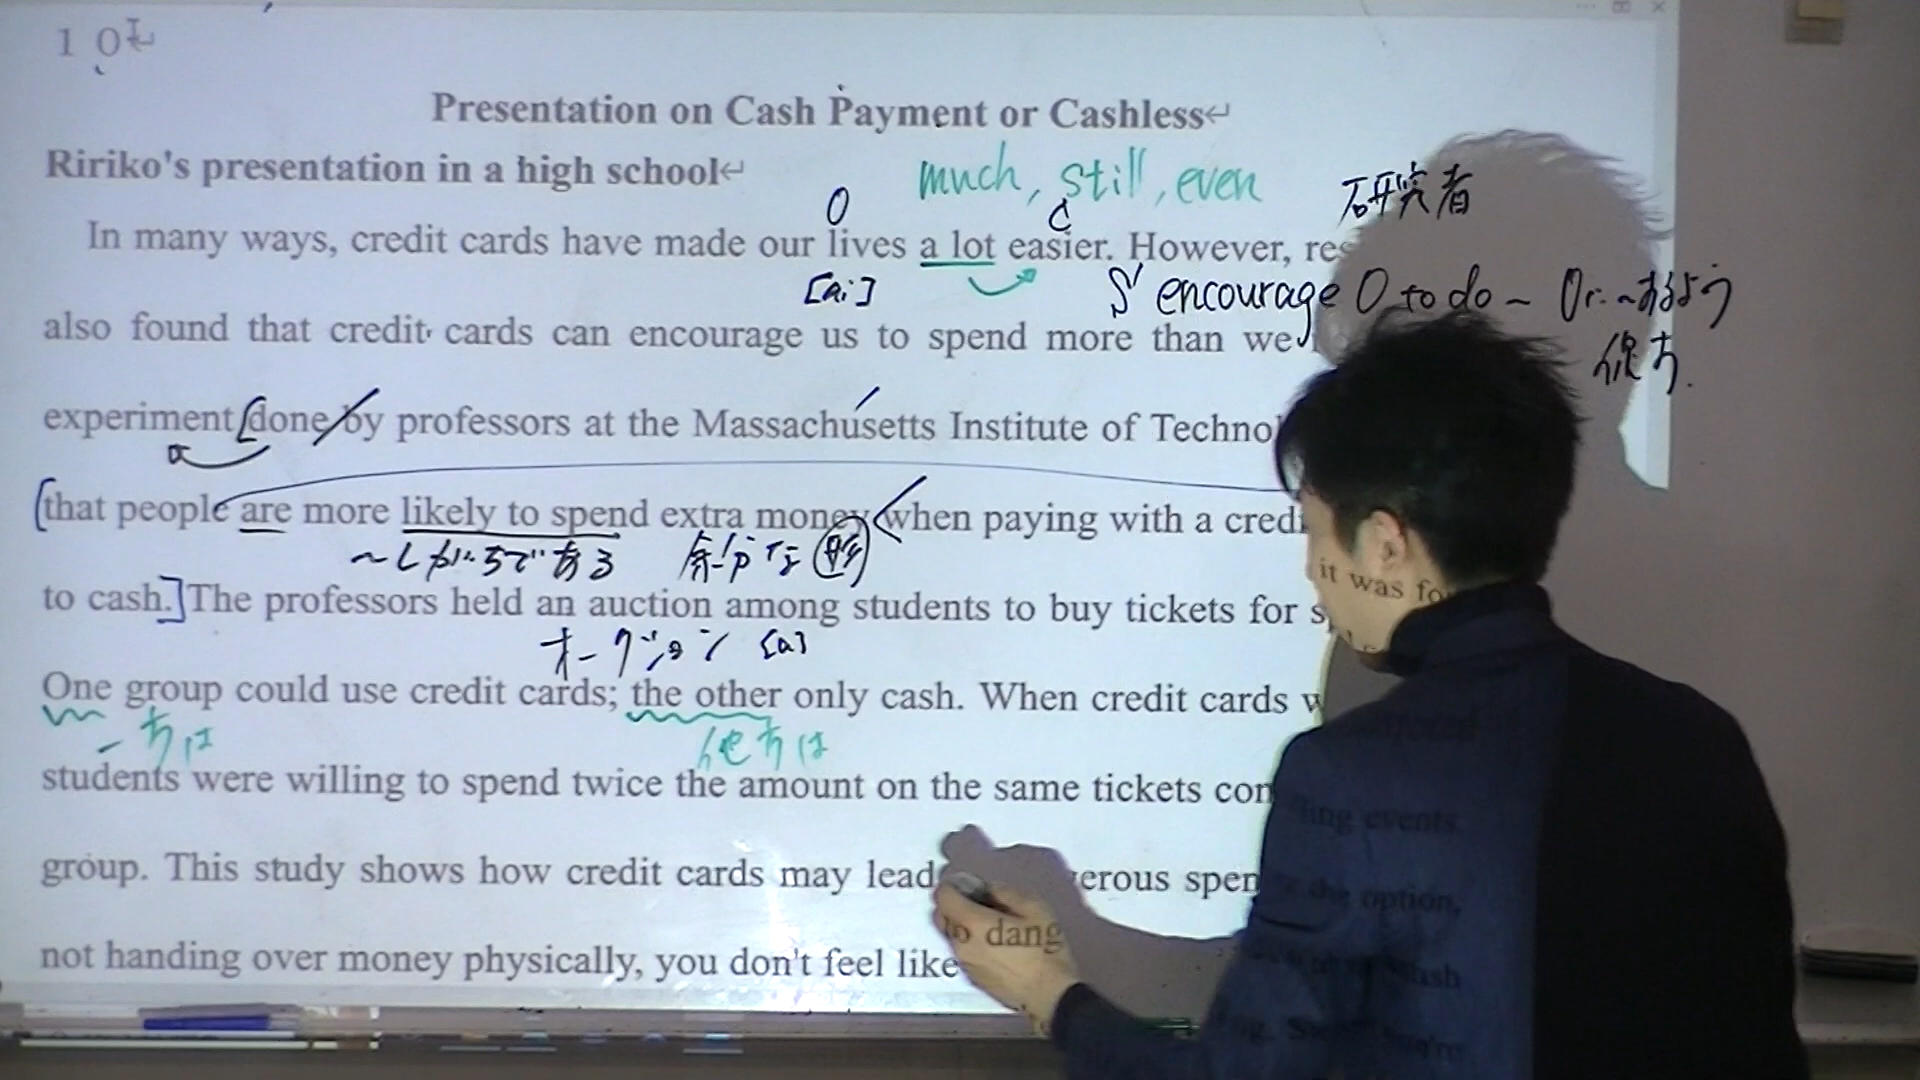 1 0
Presentation on Cash Payment or Cashless↵
Ririko's presentation in a high school↵
much, still, even
研究者
O
C
In many ways, credit cards have made our lives a lot easier. However,
[ai]
S' encourage O to do ~ Oに~するよう
促す.
also found that credit cards can encourage us to spend more than we
experiment [done by professors at the Massachusetts Institute of
it was
(that people are more likely to spend extra money <when paying with a
~しがちである 余分な
to cash.] The professors held an auction among students to buy tickets for
オークション [a]
One group could use credit cards; the other only cash. When credit cards
一方は
他方は
students were willing to spend twice the amount on the same tickets
events
group. This study shows how credit cards may lead
the option,
to dang
erous
not handing over money physically, you don't feel like